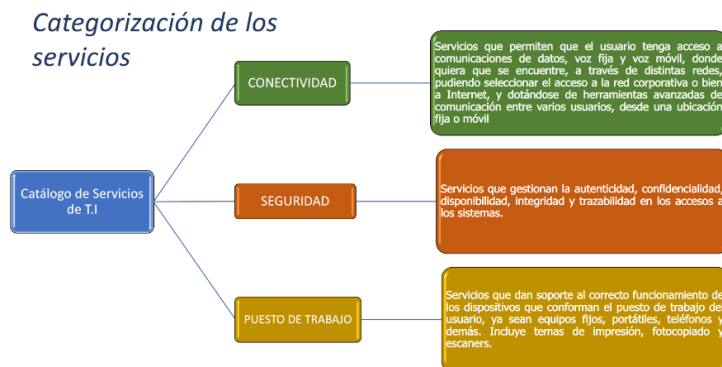 Categorización de los
servicios
CONECTIVIDAD
Servicios que permiten que el usuario tenga acceso a
comunicaciones de datos, voz fija y voz móvil, donde
quiera que se encuentre, a través de distintas redes,
pudiendo seleccionar el acceso a la red corporativa o bien
a Internet, y dotándose de herramientas avanzadas de
comunicación entre varios usuarios, desde una ubicación
fija o móvil
Catálogo de Servicios
de T.I
SEGURIDAD
Servicios que gestionan la autenticidad, confidencialidad,
disponibilidad, integridad y trazabilidad en los accesos a
los sistemas.
PUESTO DE TRABAJO
Servicios que dan soporte al correcto funcionamiento de
los dispositivos que conforman el puesto de trabajo del
usuario, ya sean equipos fijos, portátiles, teléfonos y
demás. Incluye temas de impresión, fotocopiado y
escaners.